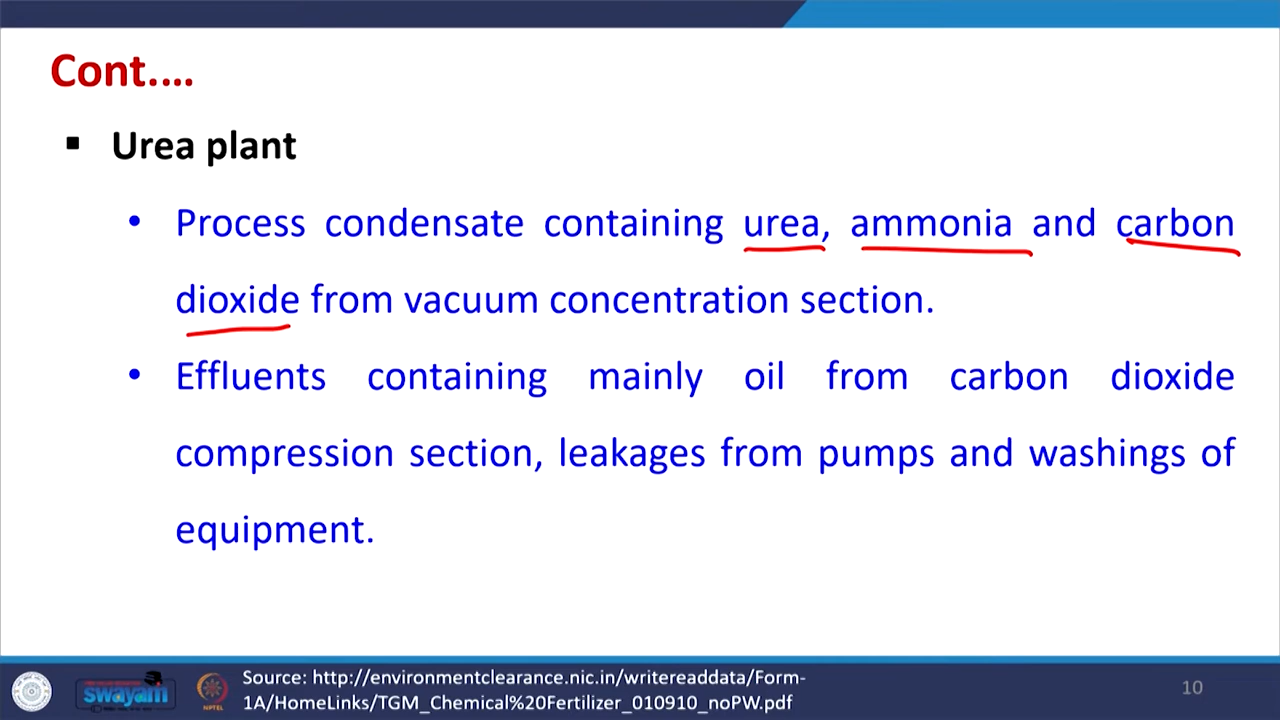 Cont.…
▪ Urea plant
• Process condensate containing urea, ammonia and carbon
dioxide from vacuum concentration section.
• Effluents containing mainly oil from carbon dioxide
compression section, leakages from pumps and washings of
equipment.
swayam
NPTEL
Source: http://environmentclearance.nic.in/writereaddata/Form-
1A/HomeLinks/TGM_Chemical%20Fertilizer_010910_noPW.pdf
10